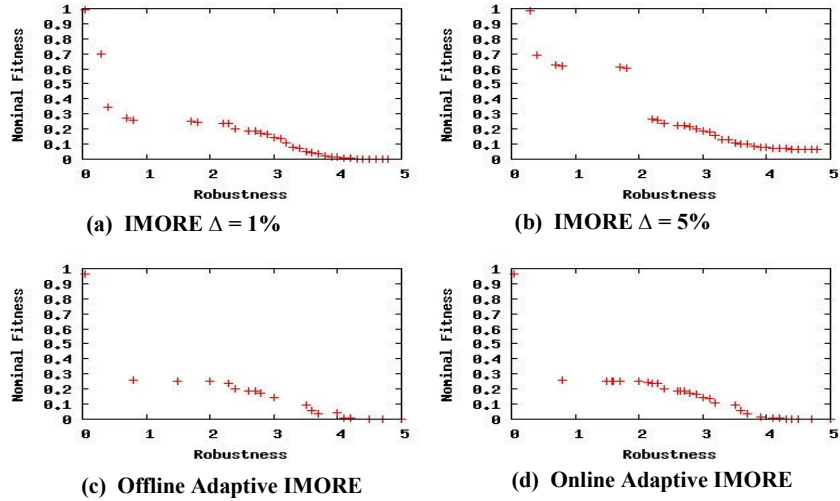 1
0.9
0.8
0.7
0.6
0.5
0.4
0.3
0.2
0.1
0
Nominal Fitness
0 1 2 3 4 5
Robustness
(a) IMORE Δ = 1%
1
0.9
0.8
0.7
0.6
0.5
0.4
0.3
0.2
0.1
0
Nominal Fitness
0 1 2 3 4 5
Robustness
(b) IMORE Δ = 5%
1
0.9
0.8
0.7
0.6
0.5
0.4
0.3
0.2
0.1
0
Nominal Fitness
0 1 2 3 4 5
Robustness
(c) Offline Adaptive IMORE
1
0.9
0.8
0.7
0.6
0.5
0.4
0.3
0.2
0.1
0
Nominal Fitness
0 1 2 3 4 5
Robustness
(d) Online Adaptive IMORE